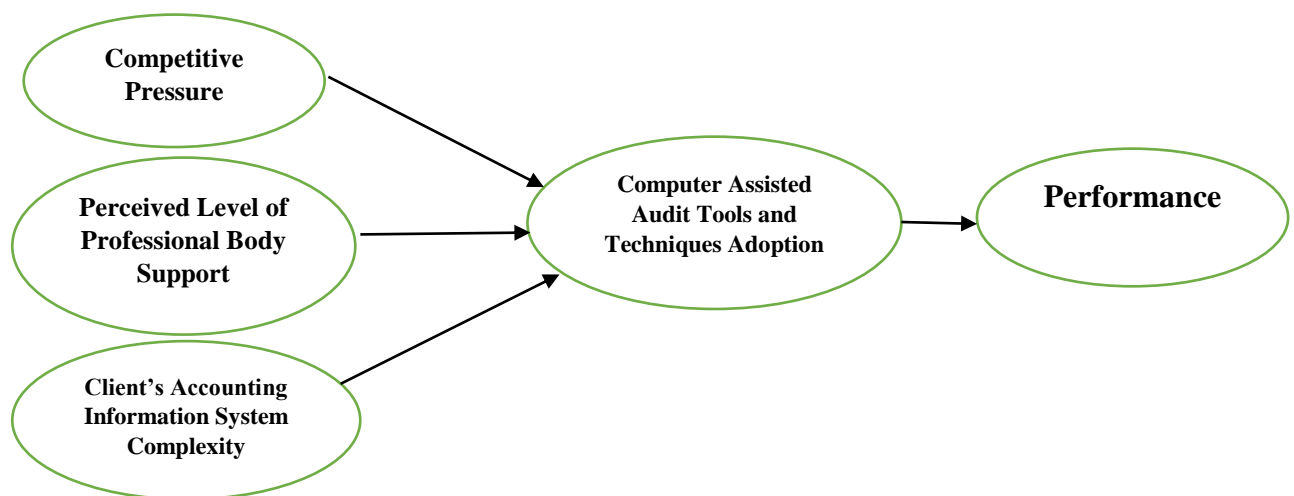 Competitive
Pressure
Perceived Level of
Professional Body
Support
Client’s Accounting
Information System
Complexity
Computer Assisted
Audit Tools and
Techniques Adoption
Performance